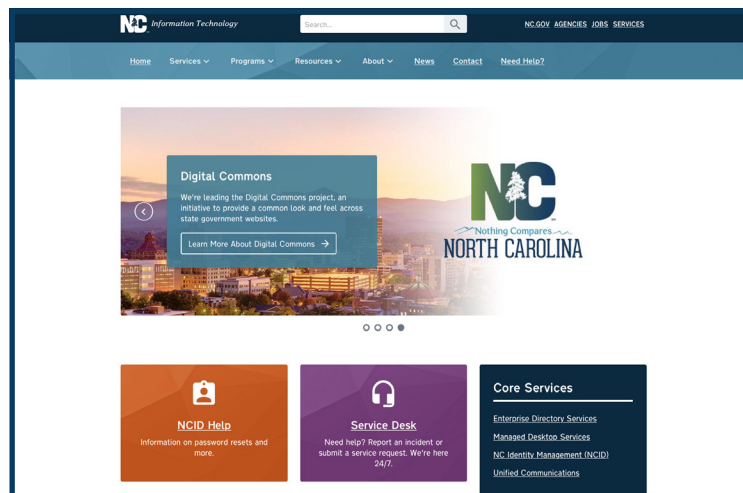 NC Information Technology
Search...
NC.GOV AGENCIES JOBS SERVICES
Home Services Programs Resources About News Contact Need Help?
Digital Commons
We're leading the Digital Commons project, an
initiative to provide a common look and feel across
state government websites.
Learn More About Digital Commons →
NC
Nothing Compares
NORTH CAROLINA
NCID Help
Information on password resets and
more.
Service Desk
Need help? Report an incident or
submit a service request. We're here
24/7.
Core Services
Enterprise Directory Services
Managed Desktop Services
NC Identity Management (NCID)
Unified Communications